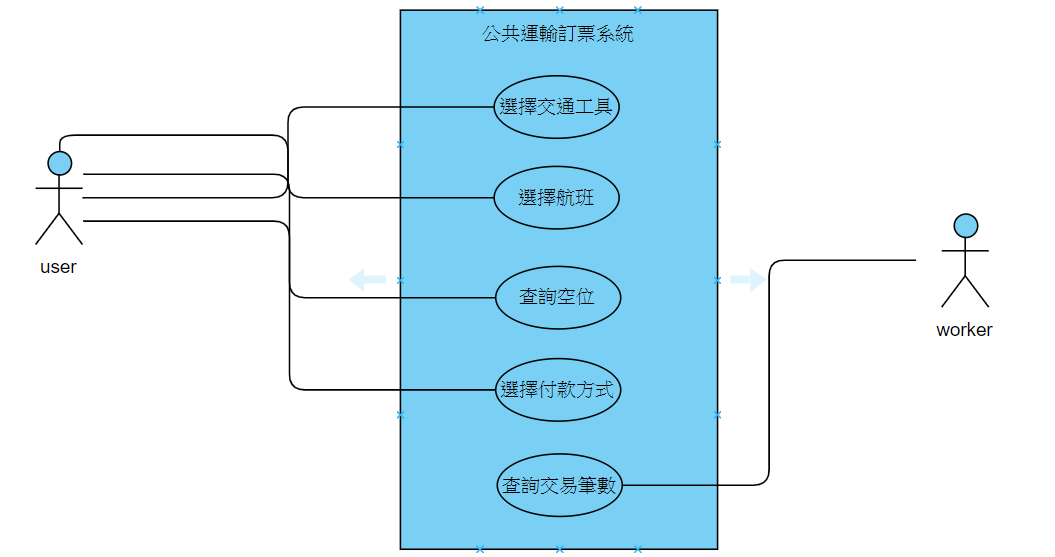 公共運輸訂票系統
選擇交通工具
選擇航班
查詢空位
選擇付款方式
查詢交易筆數
user
worker